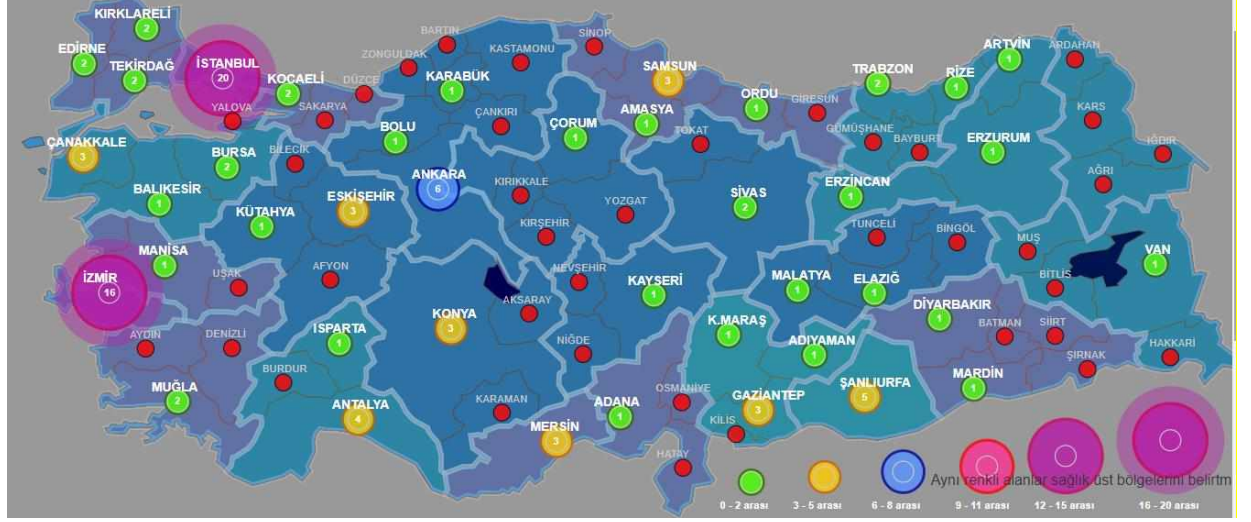 KIRKLARELİ
2
EDİRNE
2
TEKİRDAĞ
2
İSTANBUL
20
KOCAELİ
2
YALOVA
SAKARYA
DÜZCE
ZONGULDAK
BARTIN
KARABÜK
1
KASTAMONU
SİNOP
SAMSUN
3
AMASYA
1
ORDU
1
GİRESUN
TRABZON
2
RİZE
1
ARTVİN
1
ARDAHAN
KARS
IĞDIR
AĞRI
ERZURUM
1
GÜMÜŞHANE
BAYBURT
ERZİNCAN
1
TOKAT
ÇORUM
1
ÇANKIRI
BOLU
1
ÇANAKKALE
3
BURSA
2
BİLECİK
BALIKESİR
1
KÜTAHYA
1
ESKİŞEHİR
3
ANKARA
6
KIRIKKALE
KIRŞEHİR
YOZGAT
SİVAS
2
TUNCELİ
BİNGÖL
MUŞ
BİTLİS
VAN
1
MANİSA
1
İZMİR
16
UŞAK
AFYON
KONYA
3
AKSARAY
NEVŞEHİR
KAYSERİ
1
MALATYA
1
ELAZIĞ
1
DİYARBAKIR
1
BATMAN
SİİRT
ŞIRNAK
HAKKARİ
AYDIN
DENİZLİ
ISPARTA
1
BURDUR
MUĞLA
2
ANTALYA
4
KARAMAN
NİĞDE
MERSİN
3
ADANA
1
OSMANİYE
HATAY
K.MARAŞ
1
ADIYAMAN
1
GAZİANTEP
3
KİLİS
ŞANLIURFA
5
MARDİN
1
Aynı renkli alanlar sağlık üst bölgelerini belirtm
0 - 2 arası
3 - 5 arası
6 - 8 arası
9 - 11 arası
12 - 15 arası
16 - 20 arası